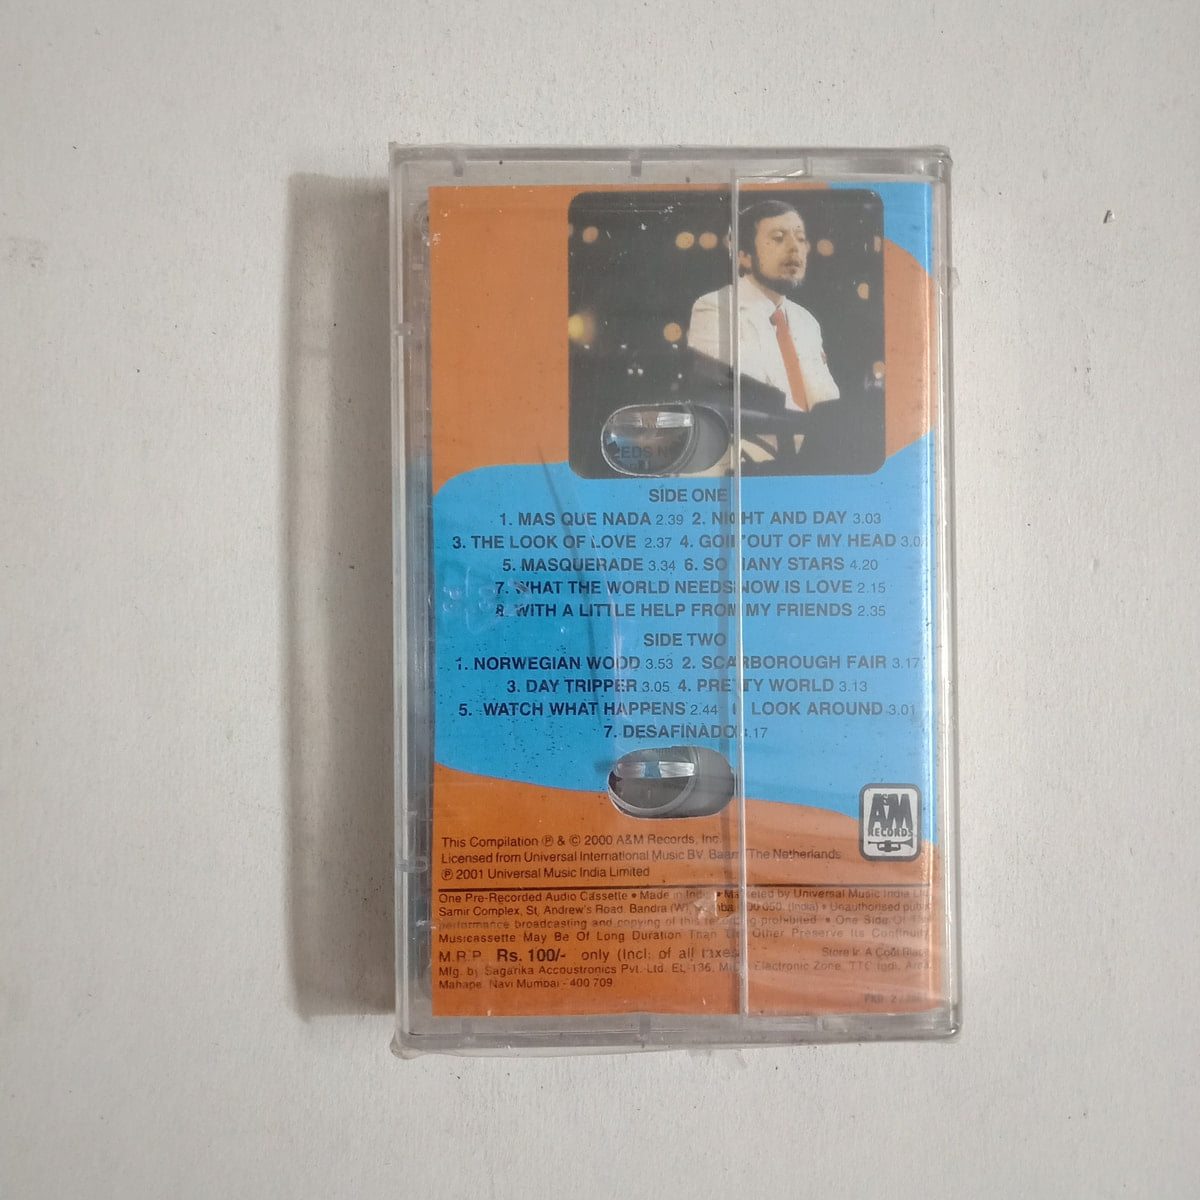 EEDS N
SIDE ONE
1. MAS QUE NADA 2.39 2. NIGHT AND DAY 3.03
3. THE LOOK OF LOVE 2.37 4. GOIN' OUT OF MY HEAD
5. MASQUERADE 3.34 6. SO MANY STARS 4.20
7. WHAT THE WORLD NEEDS NOW IS LOVE 2.15
8. WITH A LITTLE HELP FROM MY FRIENDS 2.35
SIDE TWO
1. NORWEGIAN WOOD 3.53 2. SCARBOROUGH FAIR 3.17
3. DAY TRIPPER 3.05 4. PRETTY WORLD 3.13
5. WATCH WHAT HAPPENS 2.44 LOOK AROUND 3.01
7. DESAFINADO
A&M
RECORDS
This Compilation ℗ & © 2000 A&M Records, Inc.
Licensed from Universal International Music BV. Baarn The Netherlands
℗ 2001 Universal Music India Limited
One Pre-Recorded Audio Cassette • Made in India • Marketed by Universal Music India
Samir Complex, St. Andrew's Road. Bandra (India) • Unauthorised
performance broadcasting and copying of this prohibited • One Side Of
Musicassette May Be Of Long Duration Than The Other Preserve Its Continuity
M.R.P. Rs. 100/- only (Incl. of all taxes Store In A Cool Place
Mfg. by Sagarika Accoustronics Pvt. Ltd. EL-136, Electronic Zone, TTC Indl. Area
Mahape, Navi Mumbai - 400 709